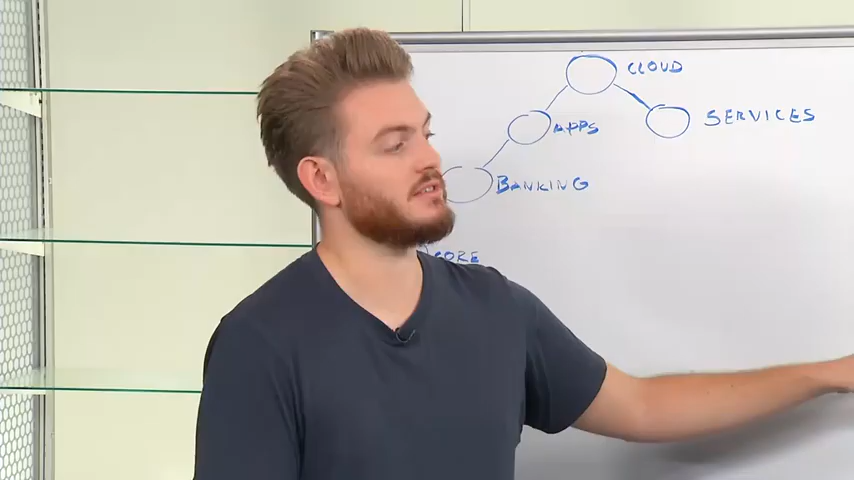 CLOUD
APPS
SERVICES
BANKING
CORE